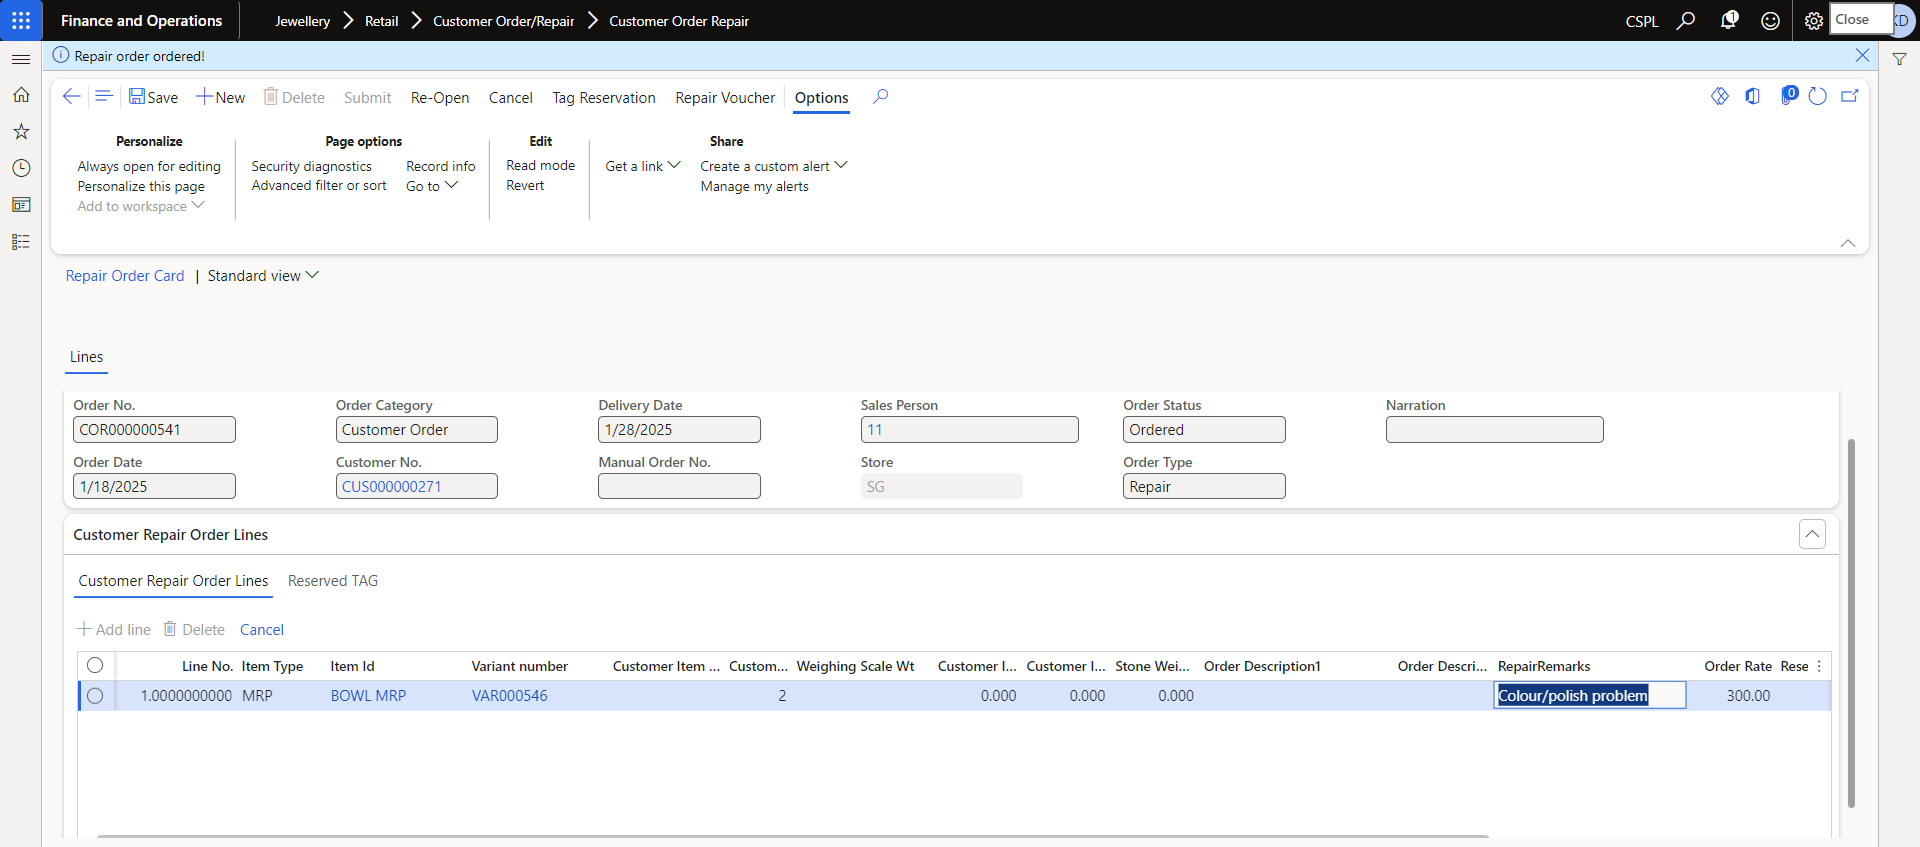 Finance and Operations
Jewellery > Retail > Customer Order/Repair > Customer Order Repair
CSPL
1
Close
Repair order ordered!
Save New Delete Submit Re-Open Cancel Tag Reservation Repair Voucher Options
0
Personalize
Always open for editing
Personalize this page
Add to workspace
Page options
Security diagnostics Record info
Advanced filter or sort Go to
Edit
Read mode
Revert
Share
Get a link Create a custom alert
Manage my alerts
Repair Order Card | Standard view
Lines
Order No. Order Category Delivery Date Sales Person Order Status Narration
COR000000541 Customer Order 1/28/2025 11 Ordered
Order Date Customer No. Manual Order No. Store Order Type
1/18/2025 CUS000000271 SG Repair
Customer Repair Order Lines
Customer Repair Order Lines Reserved TAG
Add line Delete Cancel
Line No. Item Type Item Id Variant number Customer Item ... Custom... Weighing Scale Wt Customer I... Customer I... Stone Wei... Order Description1 Order Descri... RepairRemarks Order Rate Rese
1.0000000000 MRP BOWL MRP VAR000546 2 0.000 0.000 0.000 Colour/polish problem 300.00